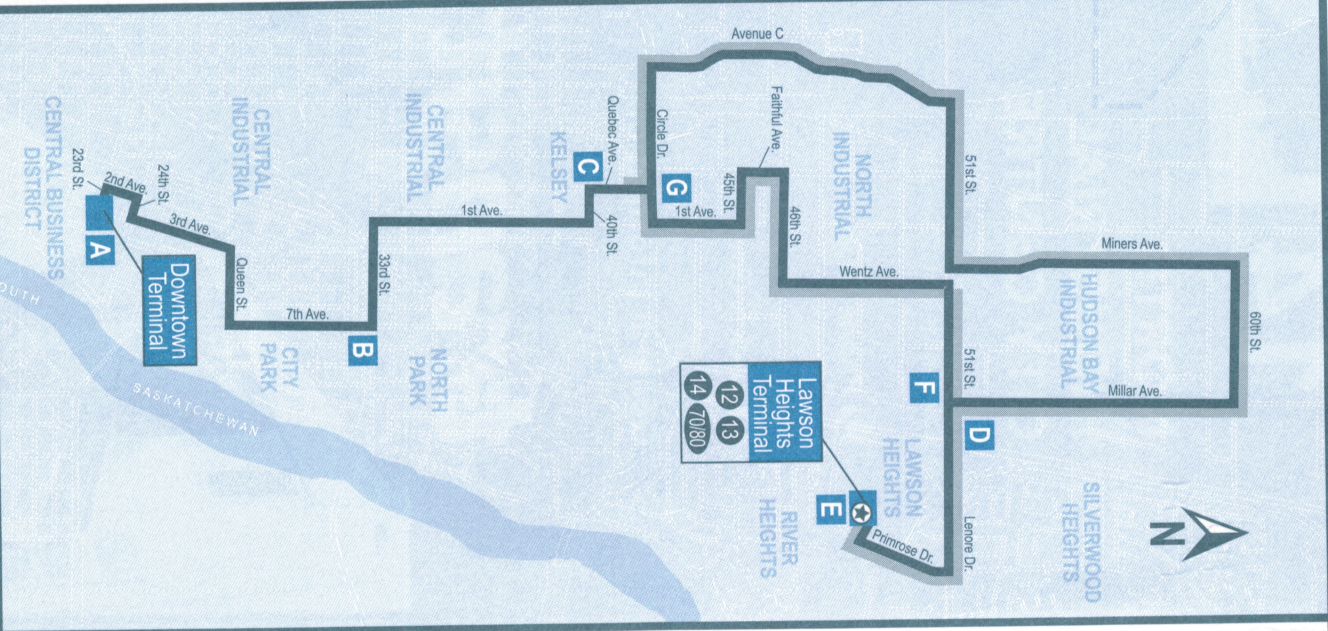 Avenue C
Circle Dr.
Quebec Ave.
Faithful Ave.
KELSEY
C
G
45th St.
1st Ave.
40th St.
46th St.
NORTH
INDUSTRIAL
51st St.
Miners Ave.
Wentz Ave.
HUDSON BAY
INDUSTRIAL
60th St.
Millar Ave.
51st St.
F
D
LAWSON
HEIGHTS
SILVERWOOD
HEIGHTS
Lenore Dr.
Primrose Dr.
E
RIVER
HEIGHTS
Lawson
Heights
Terminal
12 13
14 70/80
N
CENTRAL
INDUSTRIAL
CENTRAL
INDUSTRIAL
CENTRAL BUSINESS
DISTRICT
23rd St.
2nd Ave.
24th St.
3rd Ave.
A
Downtown
Terminal
Queen St.
7th Ave.
33rd St.
1st Ave.
B
CITY
PARK
NORTH
PARK
SOUTH
SASKATCHEWAN